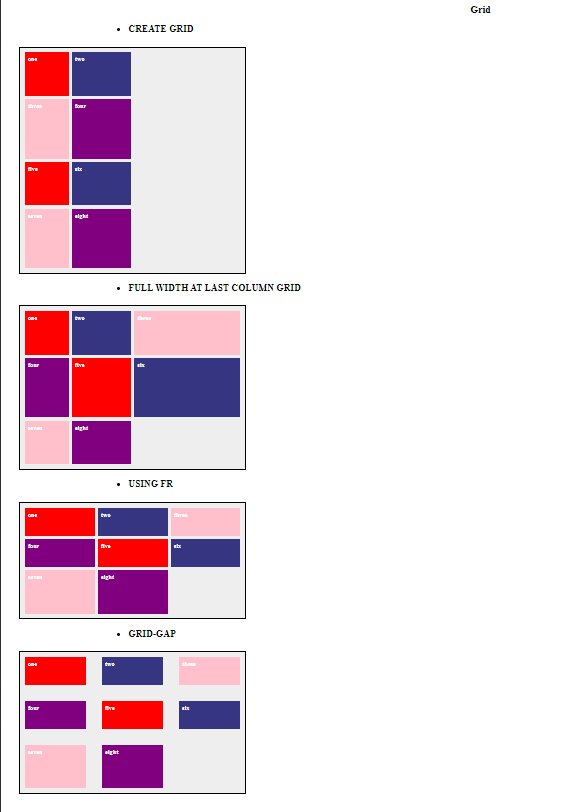 Grid
CREATE GRID
one two
three four
five six
seven eight
FULL WIDTH AT LAST COLUMN GRID
one two three
four five six
seven eight
USING FR
one two three
four five six
seven eight
GRID-GAP
one two three
four five six
seven eight